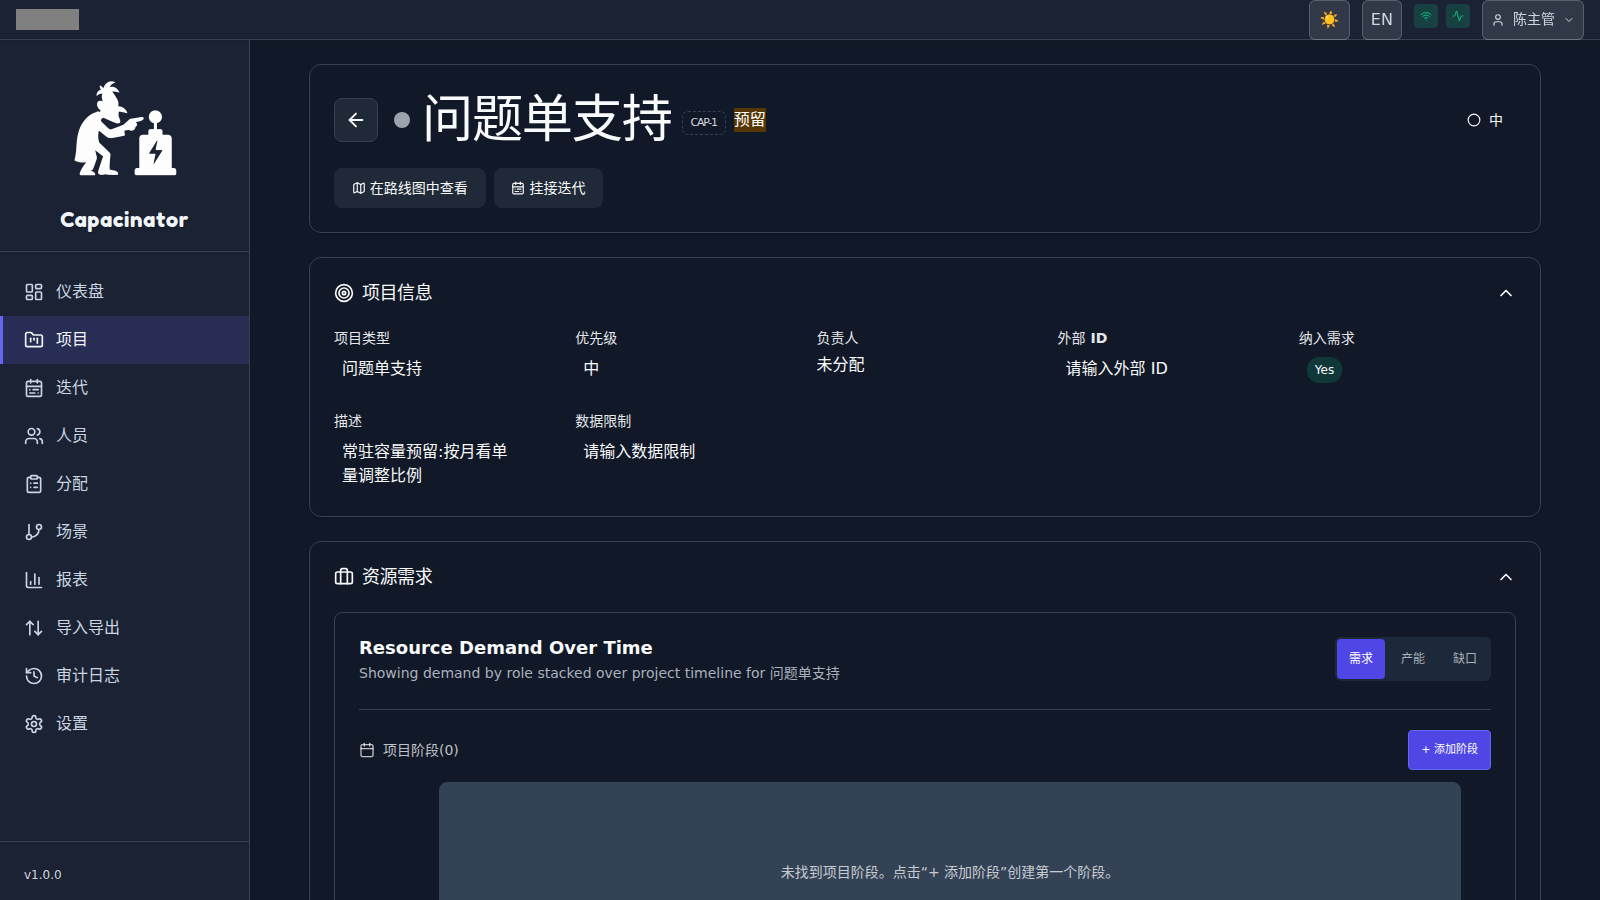 EN
陈主管
Capacinator
仪表盘
项目
迭代
人员
分配
场景
报表
导入导出
审计日志
设置
v1.0.0
问题单支持
CAP-1
预留
中
在路线图中查看
挂接迭代
项目信息
项目类型
问题单支持
优先级
中
负责人
未分配
外部 ID
请输入外部 ID
纳入需求
Yes
描述
常驻容量预留:按月看单
量调整比例
数据限制
请输入数据限制
资源需求
Resource Demand Over Time
Showing demand by role stacked over project timeline for 问题单支持
需求
产能
缺口
项目阶段(0)
+ 添加阶段
未找到项目阶段。点击“+ 添加阶段”创建第一个阶段。